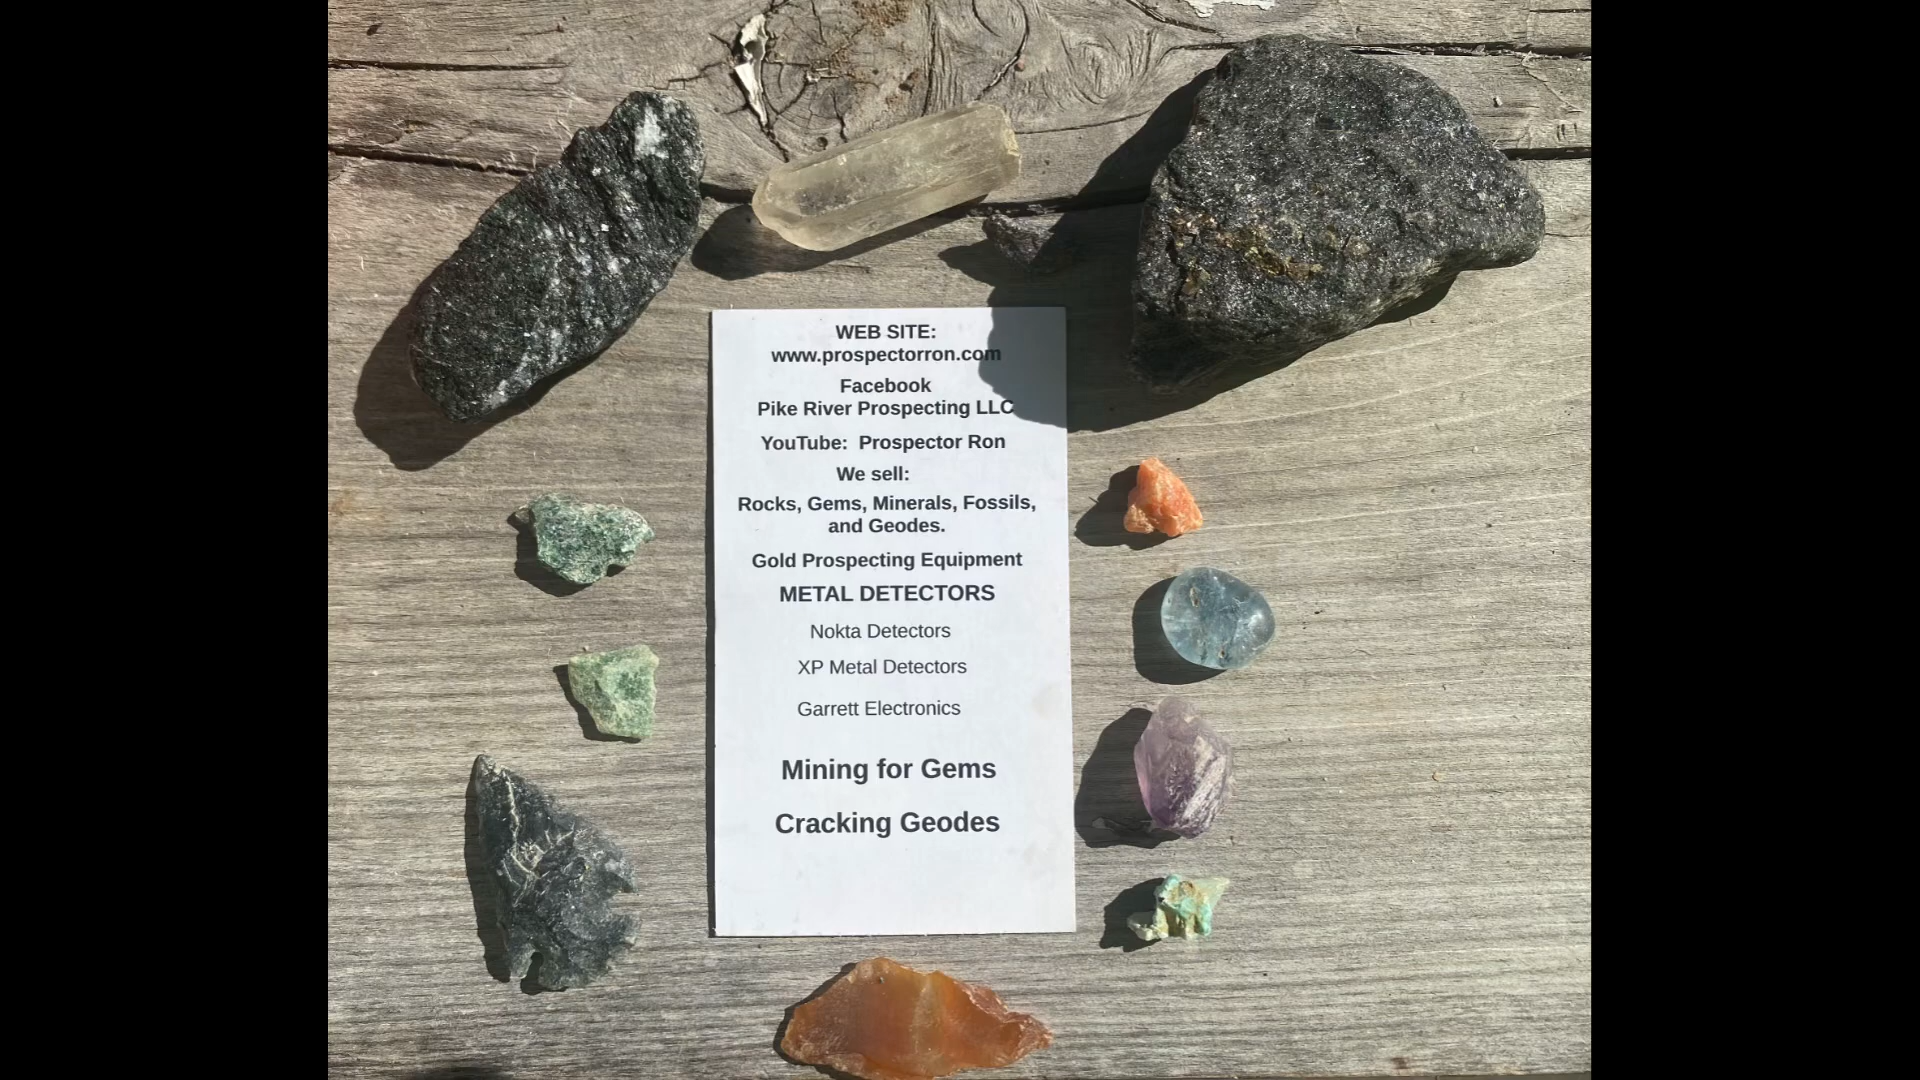 WEB SITE:
www.prospectorron.com
Facebook
Pike River Prospecting LLC
YouTube: Prospector Ron
We sell:
Rocks, Gems, Minerals, Fossils,
and Geodes.
Gold Prospecting Equipment
METAL DETECTORS
Nokta Detectors
XP Metal Detectors
Garrett Electronics
Mining for Gems
Cracking Geodes